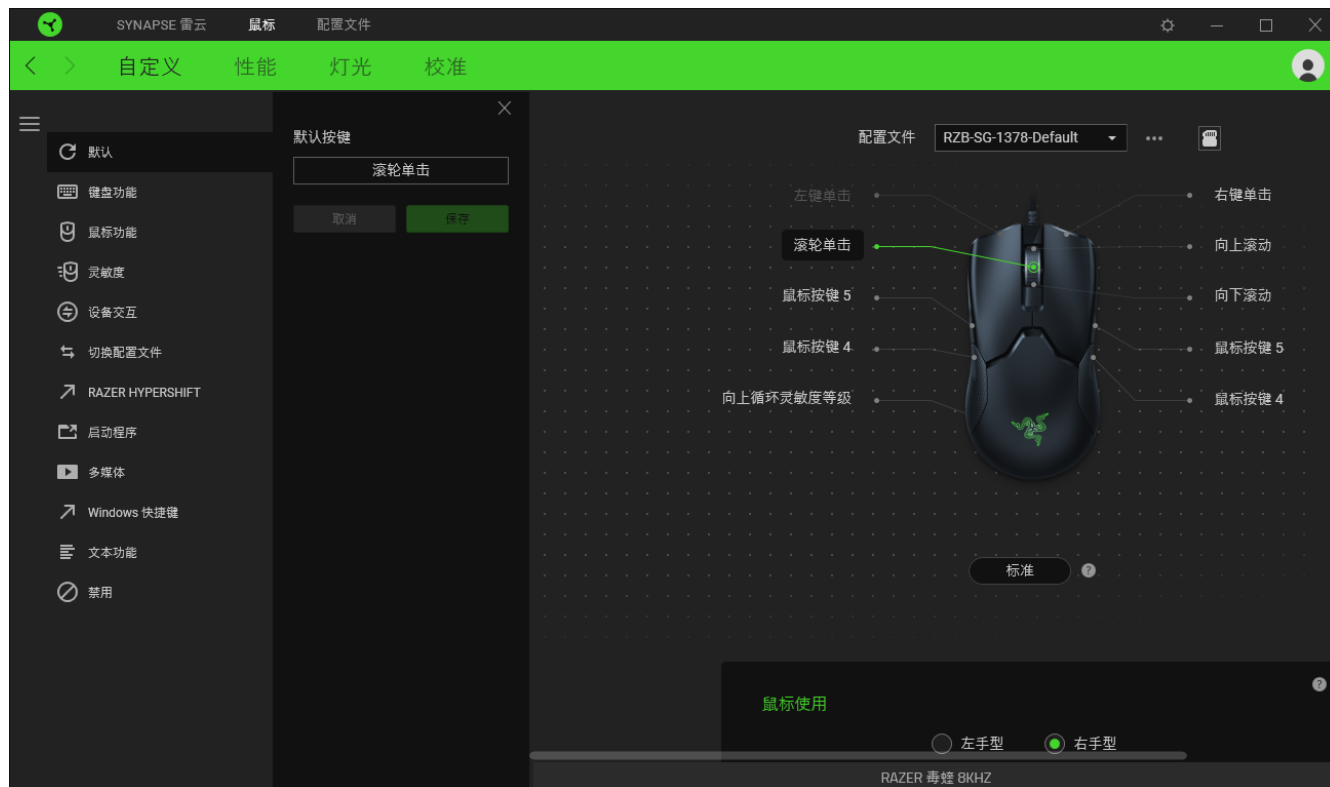 SYNAPSE 雷云 鼠标 配置文件
自定义 性能 灯光 校准
默认
键盘功能
鼠标功能
灵敏度
设备交互
切换配置文件
RAZER HYPERSHIFT
启动程序
多媒体
Windows 快捷键
文本功能
禁用
默认按键
滚轮单击
取消 保存
配置文件 RZB-SG-1378-Default
左键单击 右键单击
滚轮单击 向上滚动
鼠标按键 5 向下滚动
鼠标按键 4 鼠标按键 5
向上循环灵敏度等级 鼠标按键 4
标准 ?
鼠标使用 ?
左手型 右手型
RAZER 毒蝰 8KHZ